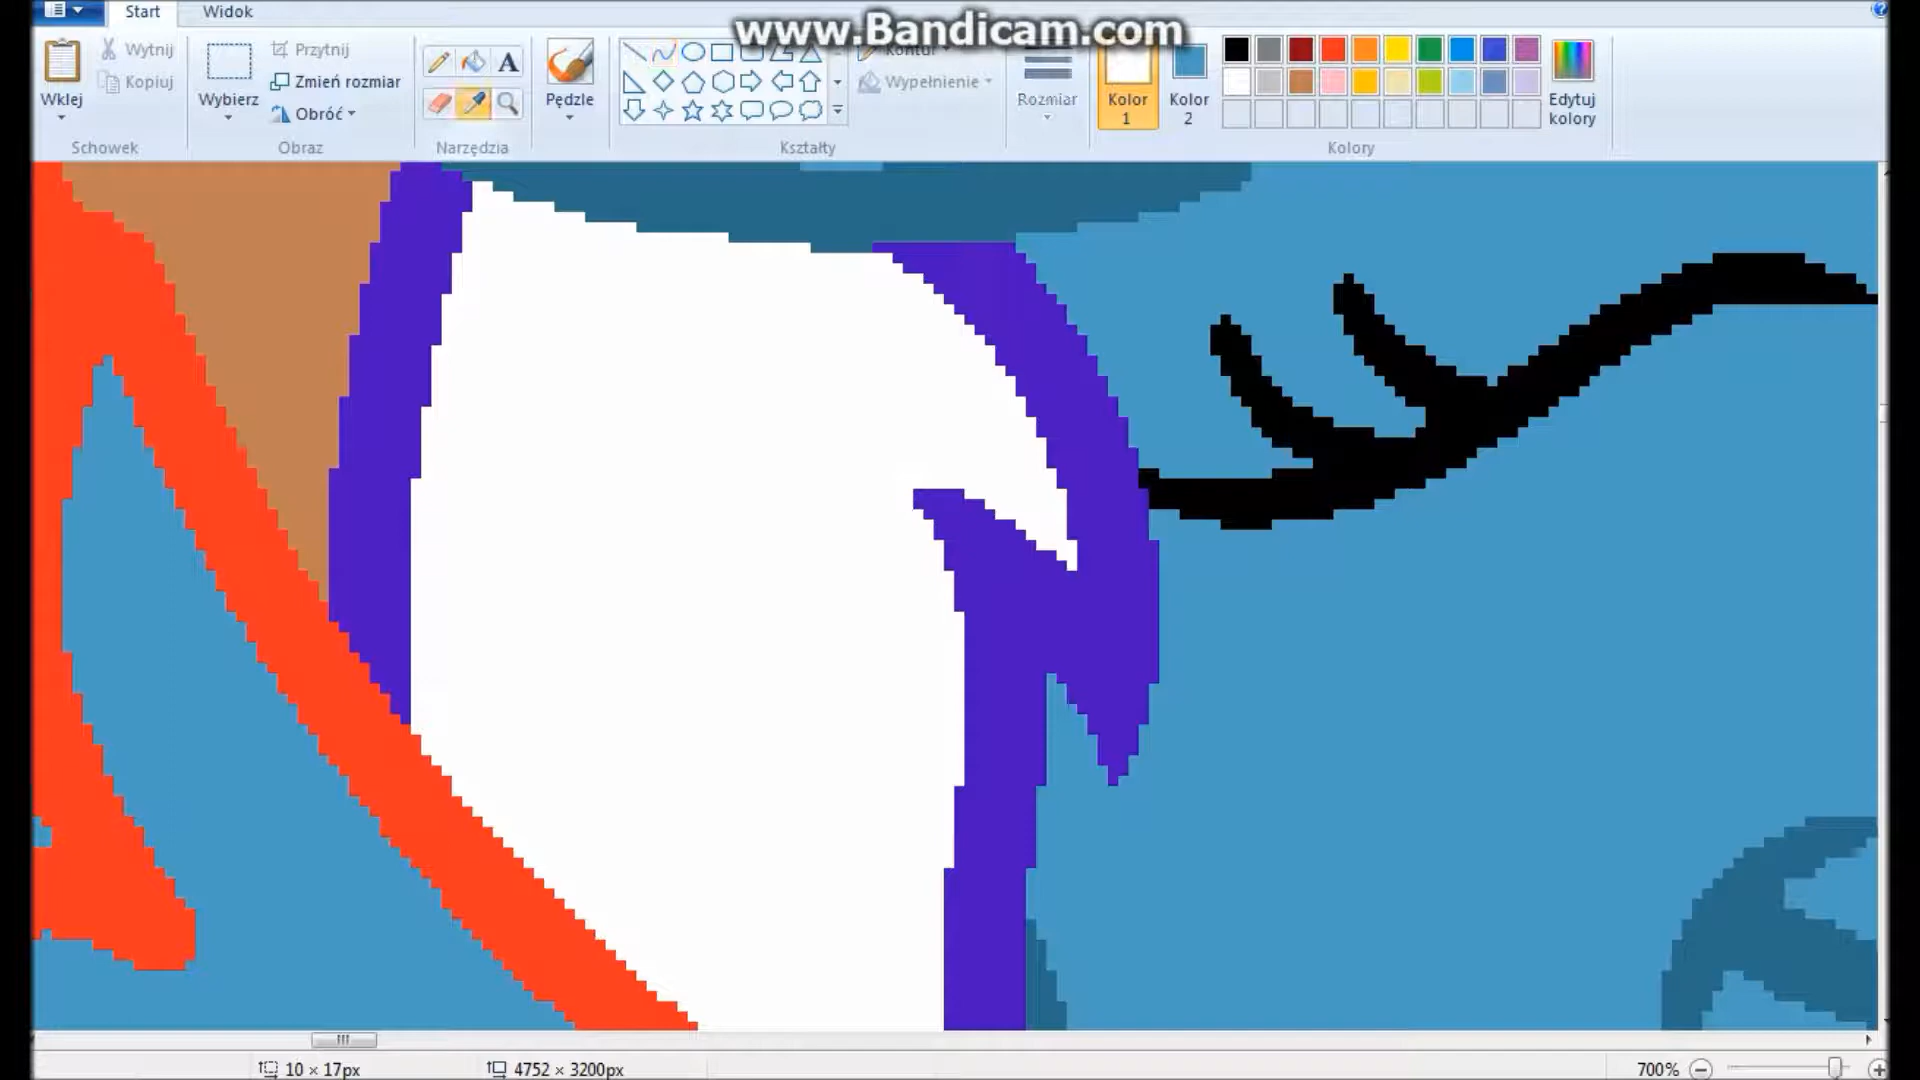 Start Widok
www.Bandicam.com
Wytnij Przytnij Kontur
Kopiuj Zmień rozmiar Wypełnienie
Wklej Wybierz Obróć A Pędzle Rozmiar Kolor 1 Kolor 2 Edytuj kolory
Schowek Obraz Narzędzia Kształty Kolory
10 × 17px 4752 × 3200px 700%